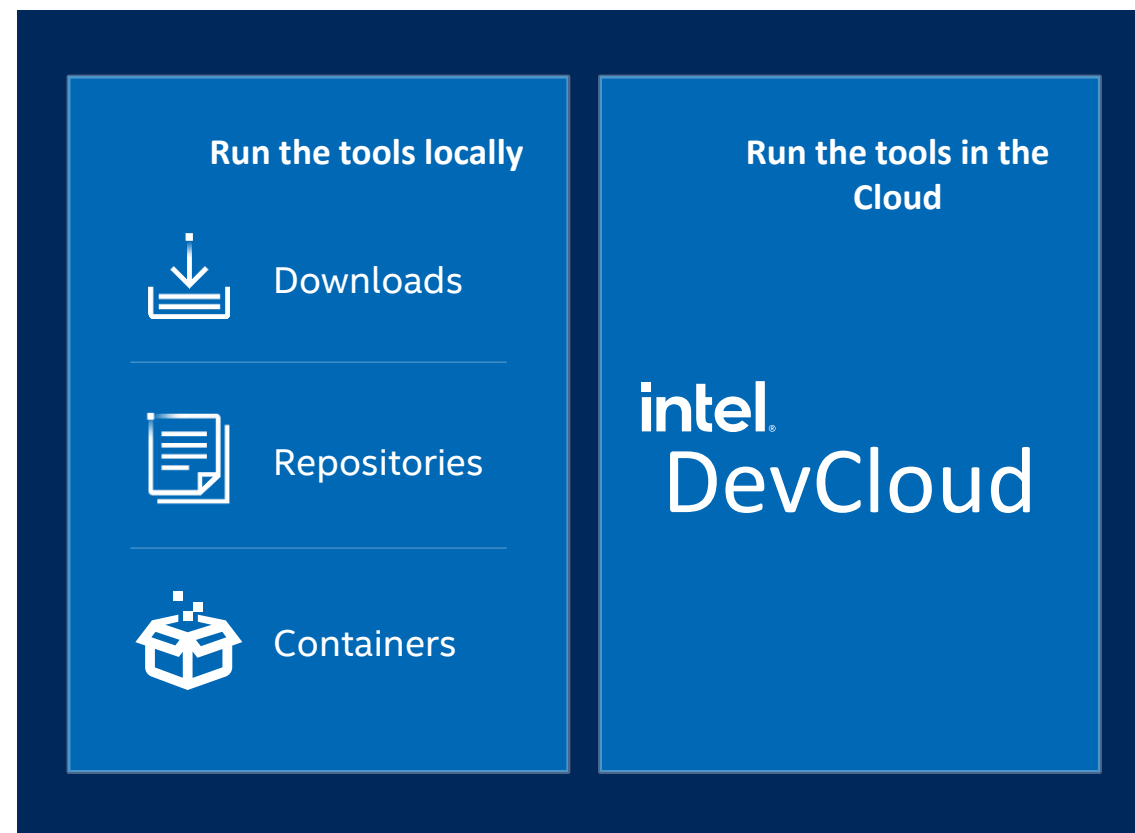 Run the tools locally
Downloads
Repositories
Containers
Run the tools in the
Cloud
intel®
DevCloud